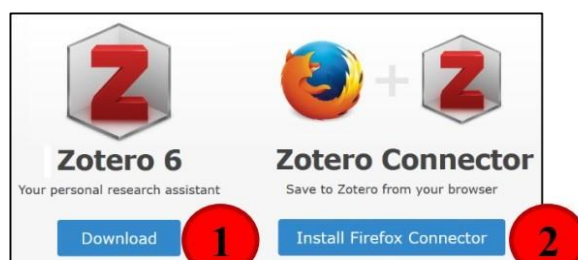 Z
+
Z
Zotero 6
Your personal research assistant
Download
1
Zotero Connector
Save to Zotero from your browser
Install Firefox Connector
2